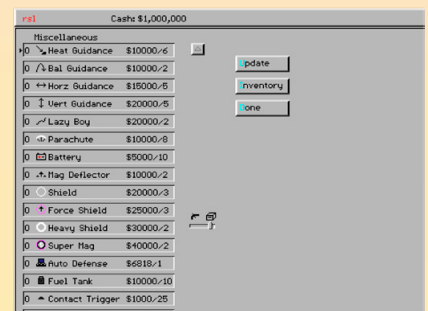 rs1 Cash: $1,000,000
Miscellaneous
0 Heat Guidance $10000/6
0 Bal Guidance $10000/2
0 Horz Guidance $15000/5
0 Vert Guidance $20000/5
0 Lazy Boy $20000/2
0 Parachute $10000/8
0 Battery $5000/10
0 Mag Deflector $10000/2
0 Shield $20000/3
0 Force Shield $25000/3
0 Heavy Shield $30000/2
0 Super Mag $40000/2
0 Auto Defense $6818/1
0 Fuel Tank $10000/10
0 Contact Trigger $1000/25
Update
Inventory
Done